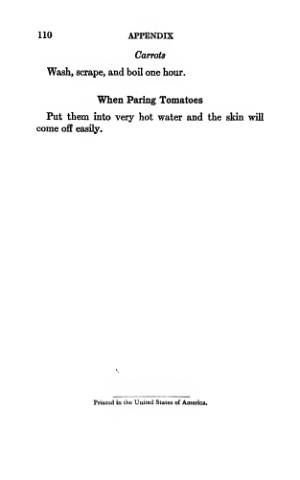 110 APPENDIX
Carrots
Wash, scrape, and boil one hour.
When Paring Tomatoes
Put them into very hot water and the skin will
come off easily.
Printed in the United States of America.